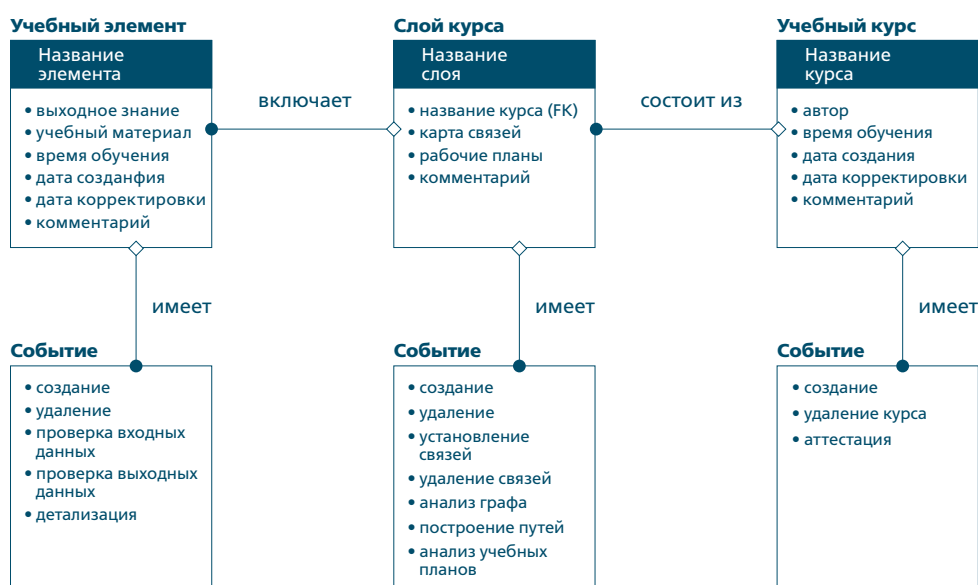 Учебный элемент
Название
элемента
• выходное знание
• учебный материал
• время обучения
• дата созданфия
• дата корректировки
• комментарий
включает
Слой курса
Название
слоя
• название курса (FK)
• карта связей
• рабочие планы
• комментарий
состоит из
Учебный курс
Название
курса
• автор
• время обучения
• дата создания
• дата корректировки
• комментарий
имеет
имеет
имеет
Событие
• создание
• удаление
• проверка входных
данных
• проверка выходных
данных
• детализация
Событие
• создание
• удаление
• установление
связей
• удаление связей
• анализ графа
• построение путей
• анализ учебных
планов
Событие
• создание
• удаление курса
• аттестация